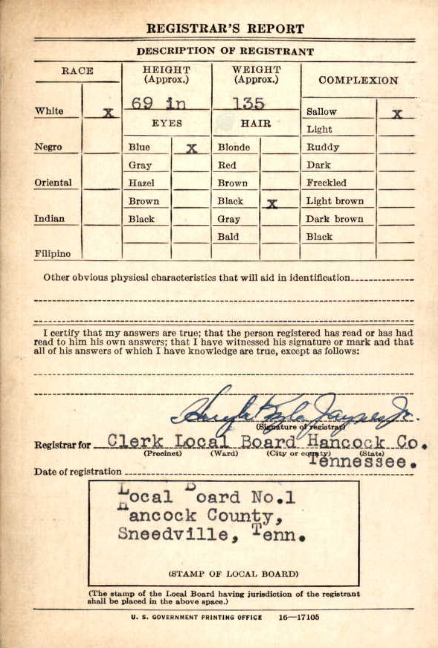 REGISTRAR'S REPORT
DESCRIPTION OF REGISTRANT
RACE
HEIGHT (Approx.)
WEIGHT (Approx.)
COMPLEXION
69 in
135
White X
Sallow X
EYES
HAIR
Light
Negro
Blue X
Blonde
Ruddy
Gray
Red
Dark
Oriental
Hazel
Brown
Freckled
Brown
Black X
Light brown
Indian
Black
Gray
Dark brown
Bald
Black
Filipino
Other obvious physical characteristics that will aid in identification
I certify that my answers are true; that the person registered has read or has had
read to him his own answers; that I have witnessed his signature or mark and that
all of his answers of which I have knowledge are true, except as follows:
(Signature of registrar)
Registrar for Clerk Local Board Hancock Co.
(Precinct) (Ward) (City or county) (State)
Tennessee.
Date of registration
Local Board No.1
Hancock County,
Sneedville, Tenn.
(STAMP OF LOCAL BOARD)
(The stamp of the Local Board having jurisdiction of the registrant
shall be placed in the above space.)
U. S. GOVERNMENT PRINTING OFFICE 16—17105